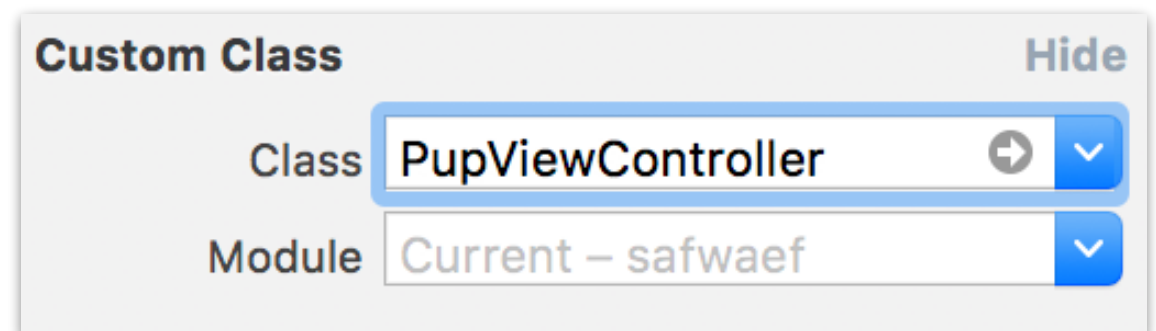 Custom Class Hide
Class PupViewController
Module Current – safwaef